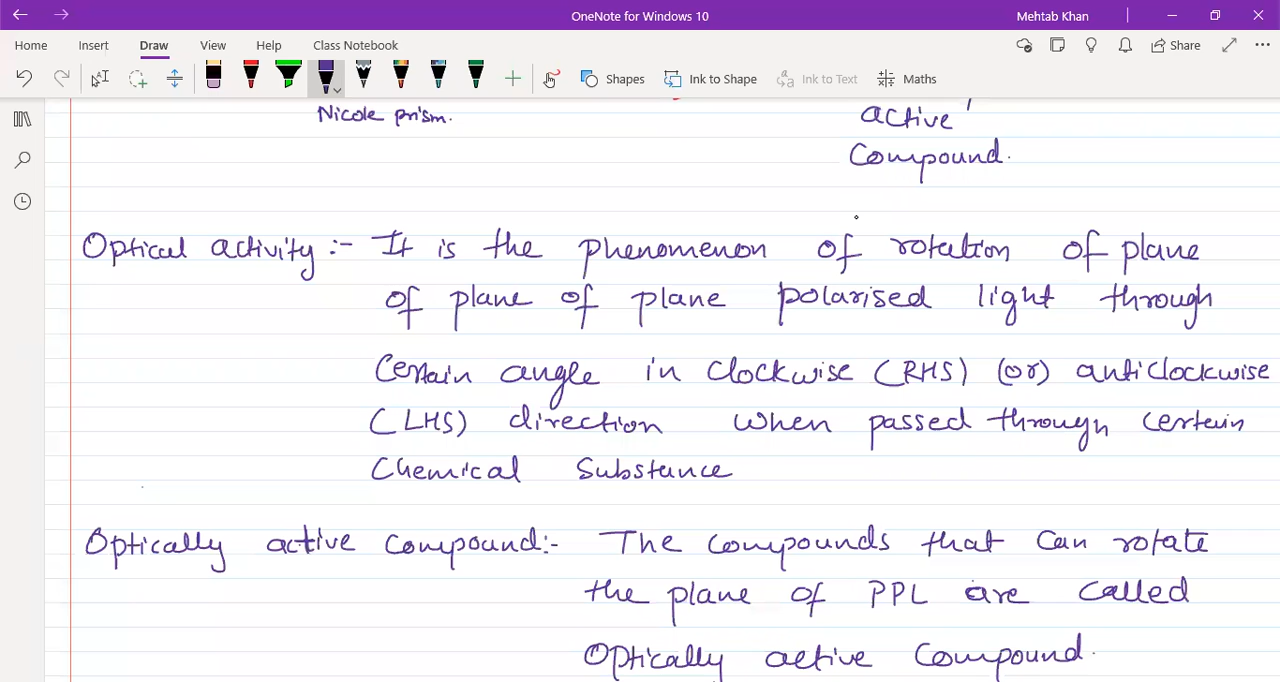 OneNote for Windows 10
Mehtab Khan
Home Insert Draw View Help Class Notebook
Share
Shapes Ink to Shape Ink to Text Maths
Nicole prism.
active
Compound.
Optical activity :- It is the phenomenon of rotation of plane
of plane of plane polarised light through
Certain angle in clockwise (RHS) (or) anticlockwise
(LHS) direction when passed through certain
Chemical Substance
Optically active compound:- The compounds that can rotate
the plane of PPL are called
Optically active compound.